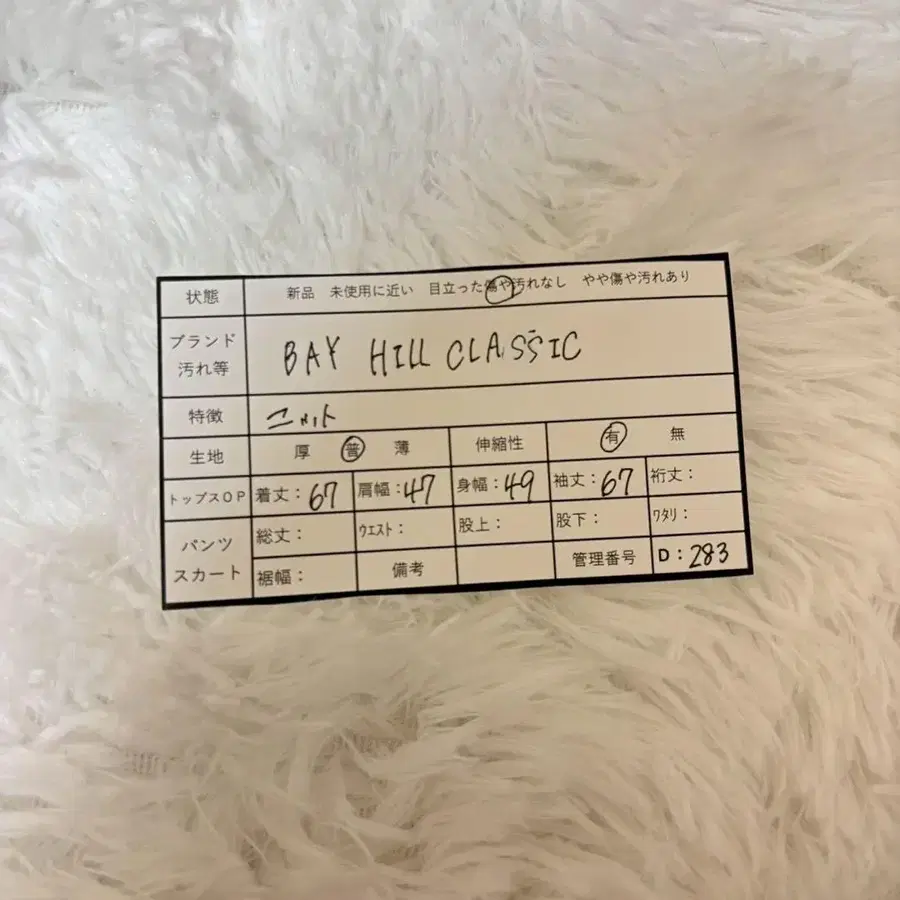 状態 新品 未使用に近い 目立った傷や汚れなし やや傷や汚れあり
ブランド
汚れ等 BAY HILL CLASSIC
特徴 ニット
生地 厚 普 薄 伸縮性 有 無
トップスOP 着丈：67 肩幅：47 身幅：49 袖丈：67 裄丈：
パンツ
スカート 総丈： ウエスト： 股上： 股下： ワタリ：
裾幅： 備考 管理番号 D：283